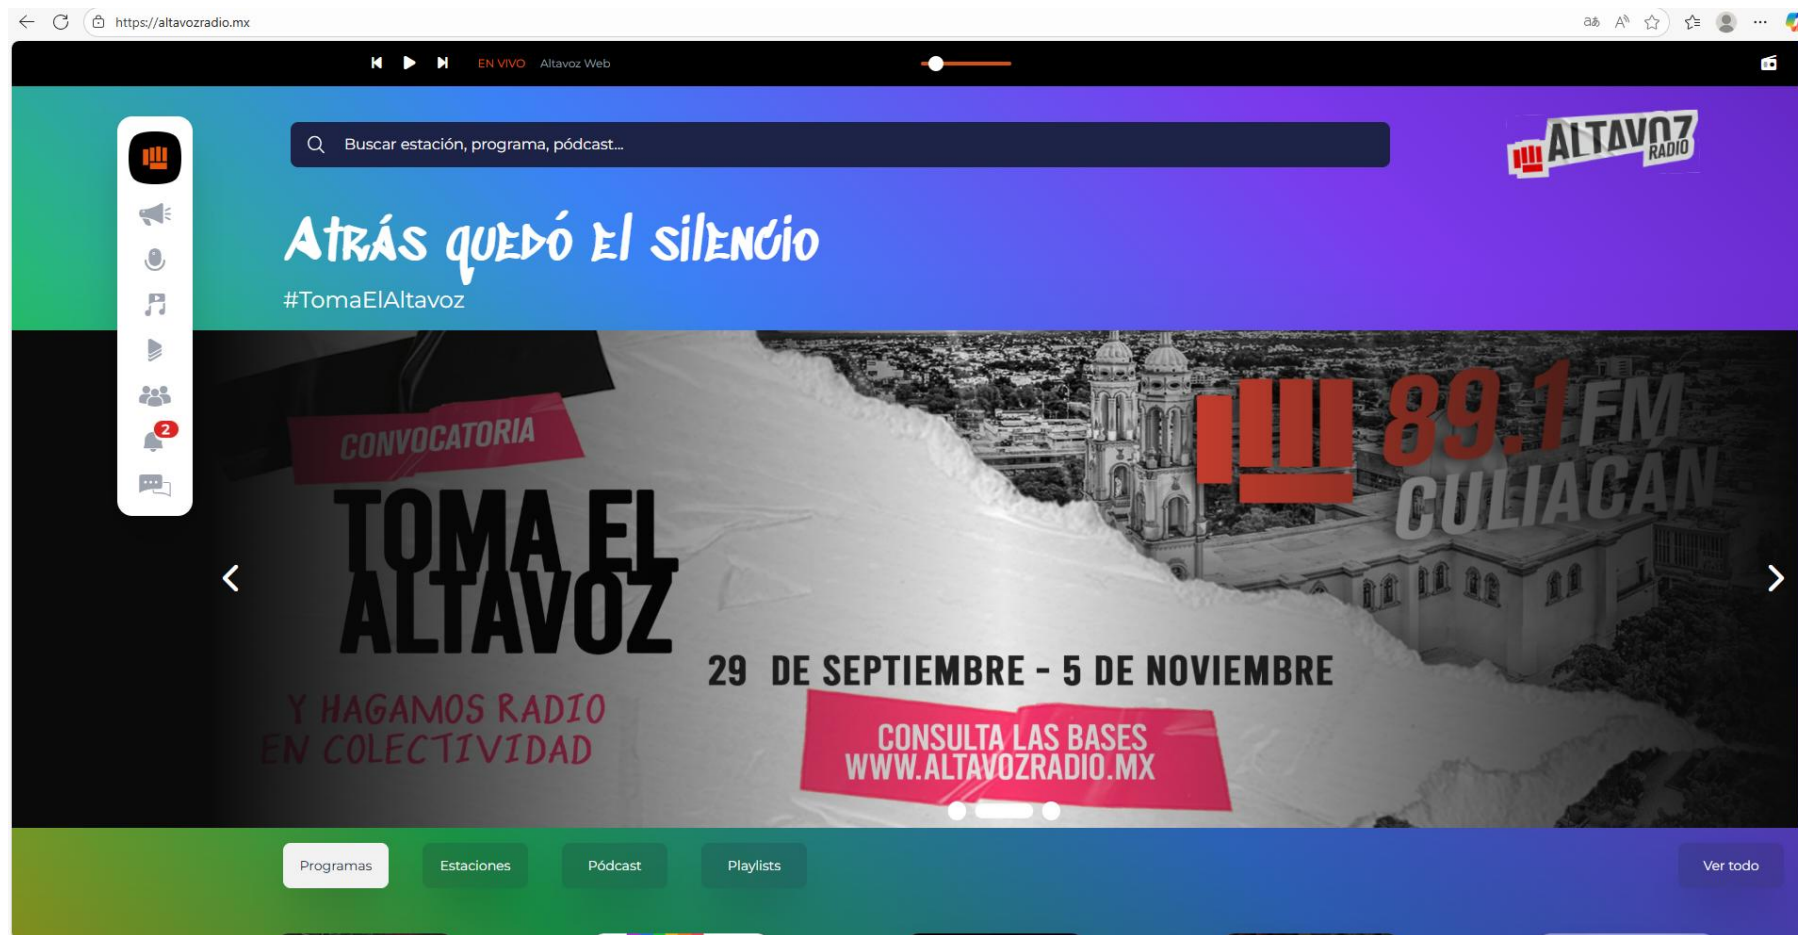 https://altavozradio.mx
EN VIVO Altavoz Web
Buscar estación, programa, pódcast...
ALTAVOZ
RADIO
Atrás quedó el silencio
#TomaElAltavoz
CONVOCATORIA
TOMA EL
ALTAVOZ
Y HAGAMOS RADIO
EN COLECTIVIDAD
89.1 FM
CULIACÁN
29 DE SEPTIEMBRE - 5 DE NOVIEMBRE
CONSULTA LAS BASES
WWW.ALTAVOZRADIO.MX
2
Programas Estaciones Pódcast Playlists Ver todo